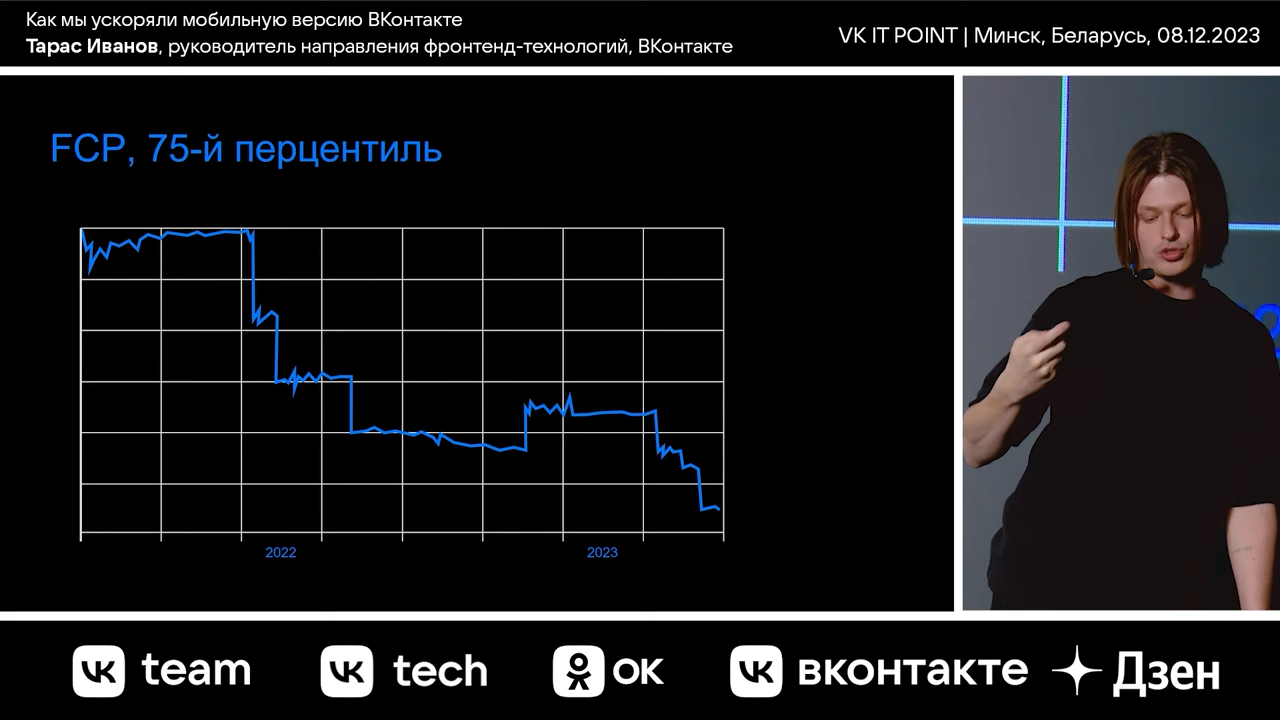 Как мы ускоряли мобильную версию ВКонтакте
Тарас Иванов, руководитель направления фронтенд-технологий, ВКонтакте
VK IT POINT | Минск, Беларусь, 08.12.2023
FCP, 75-й перцентиль
2022
2023
team
tech
ок
вконтакте
Дзен